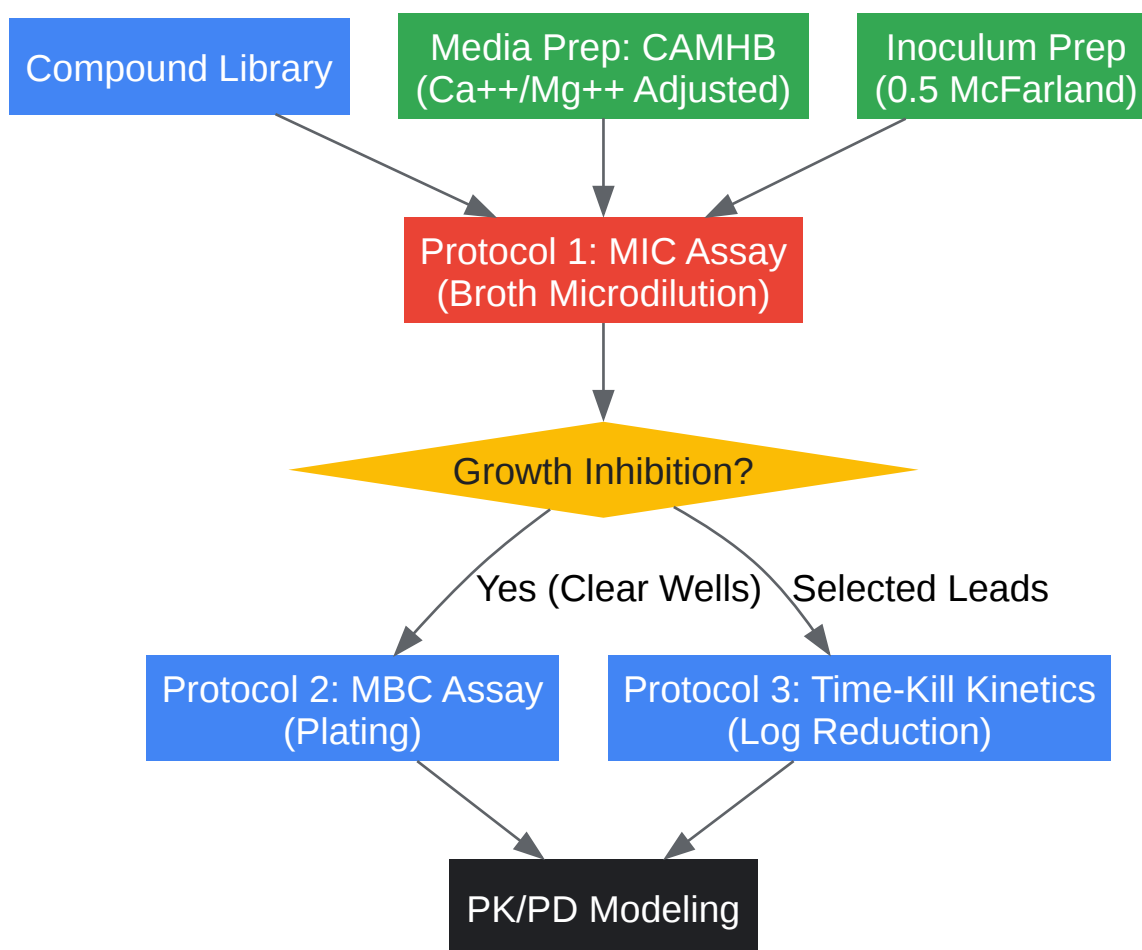 Compound Library
Media Prep: CAMHB
(Ca++/Mg++ Adjusted)
Inoculum Prep
(0.5 McFarland)
Protocol 1: MIC Assay
(Broth Microdilution)
Growth Inhibition?
Yes (Clear Wells)
Selected Leads
Protocol 2: MBC Assay
(Plating)
Protocol 3: Time-Kill Kinetics
(Log Reduction)
PK/PD Modeling